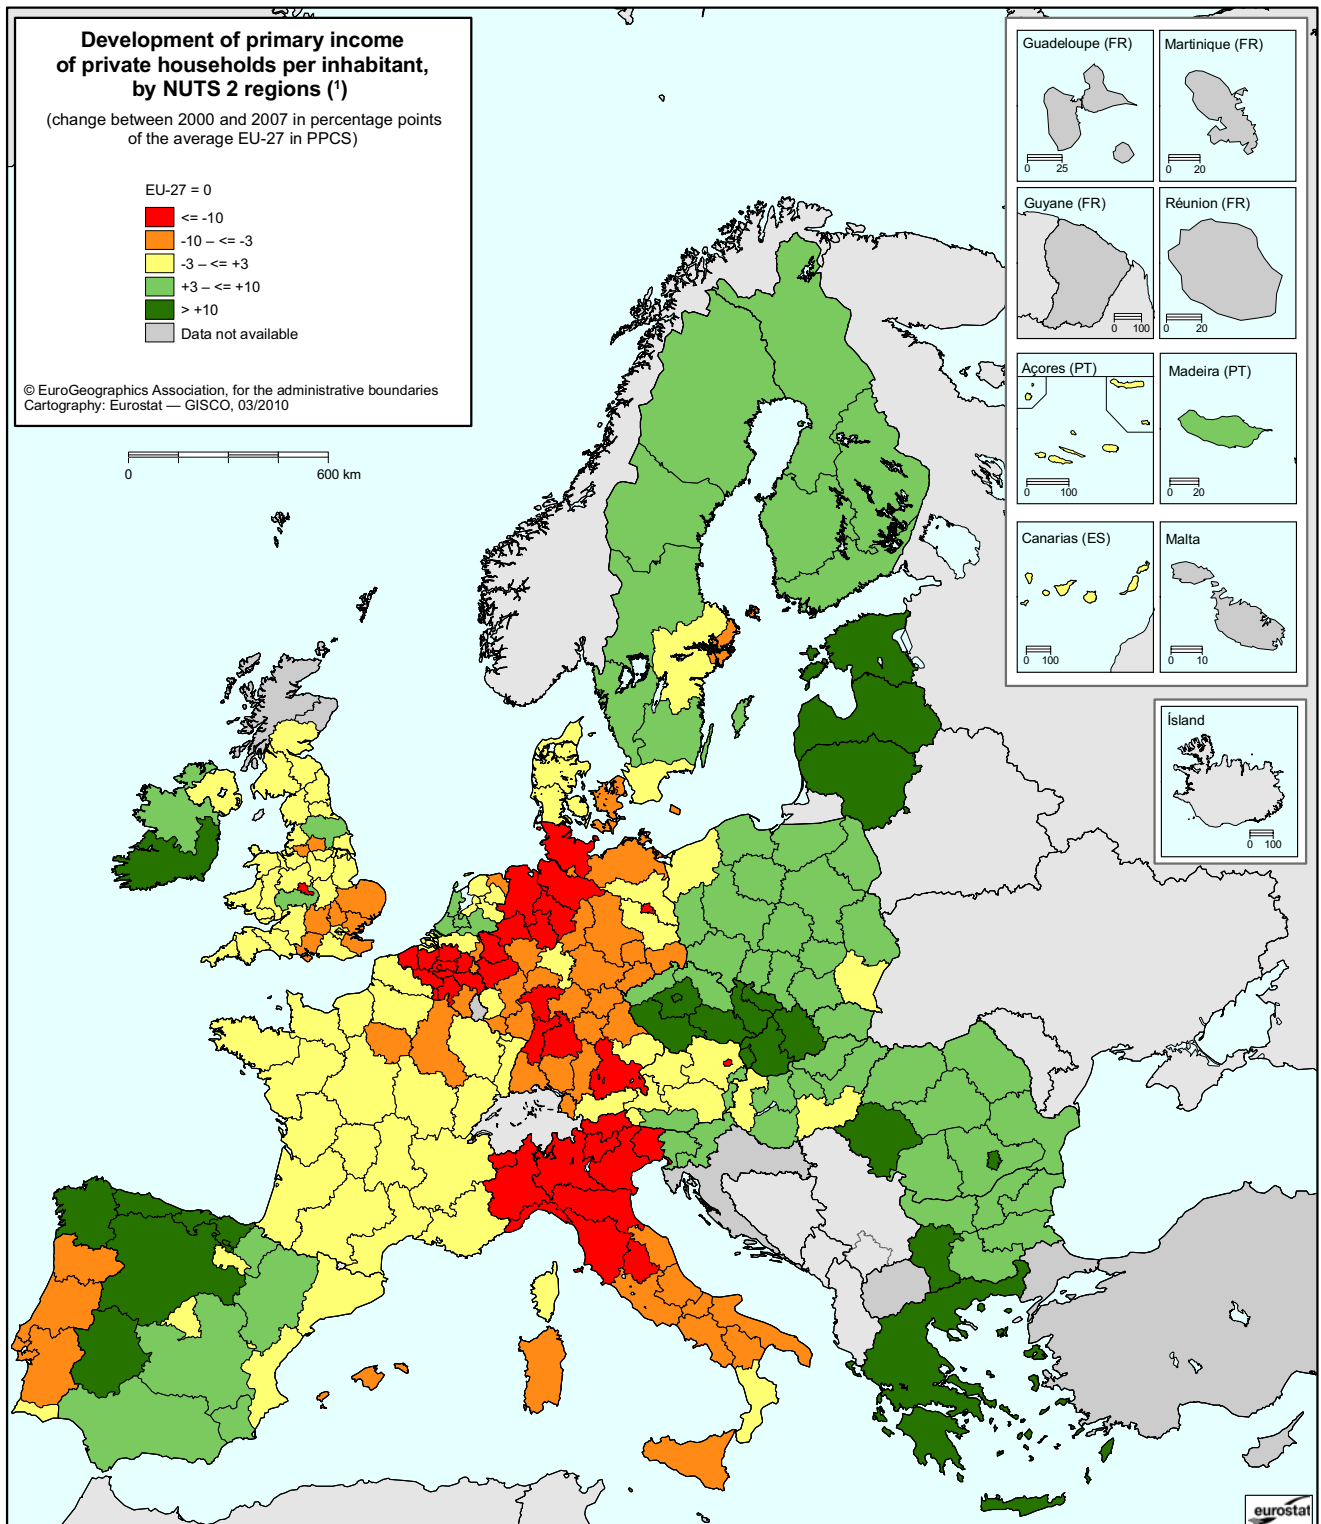 Development of primary income
of private households per inhabitant,
by NUTS 2 regions (¹)
(change between 2000 and 2007 in percentage points
of the average EU-27 in PPCS)
EU-27 = 0
<= -10
-10 – <= -3
-3 – <= +3
+3 – <= +10
> +10
Data not available
© EuroGeographics Association, for the administrative boundaries
Cartography: Eurostat — GISCO, 03/2010
0 600 km
Guadeloupe (FR)
0 25
Martinique (FR)
0 20
Guyane (FR)
0 100
Réunion (FR)
0 20
Açores (PT)
0 100
Madeira (PT)
0 20
Canarias (ES)
0 100
Malta
0 10
Ísland
0 100
eurostat